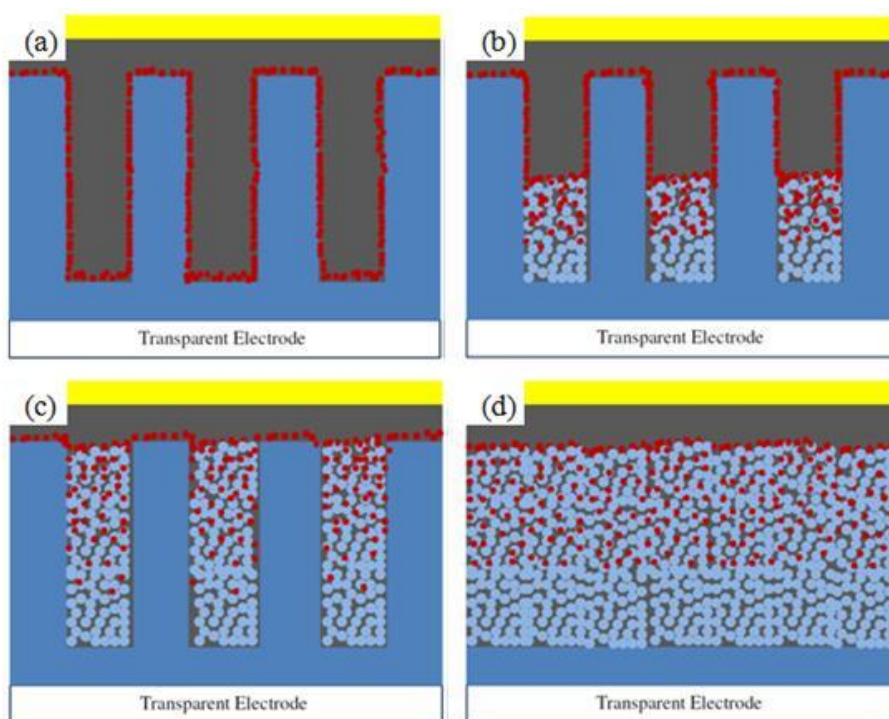 (a)
(b)
Transparent Electrode
Transparent Electrode
(c)
(d)
Transparent Electrode
Transparent Electrode